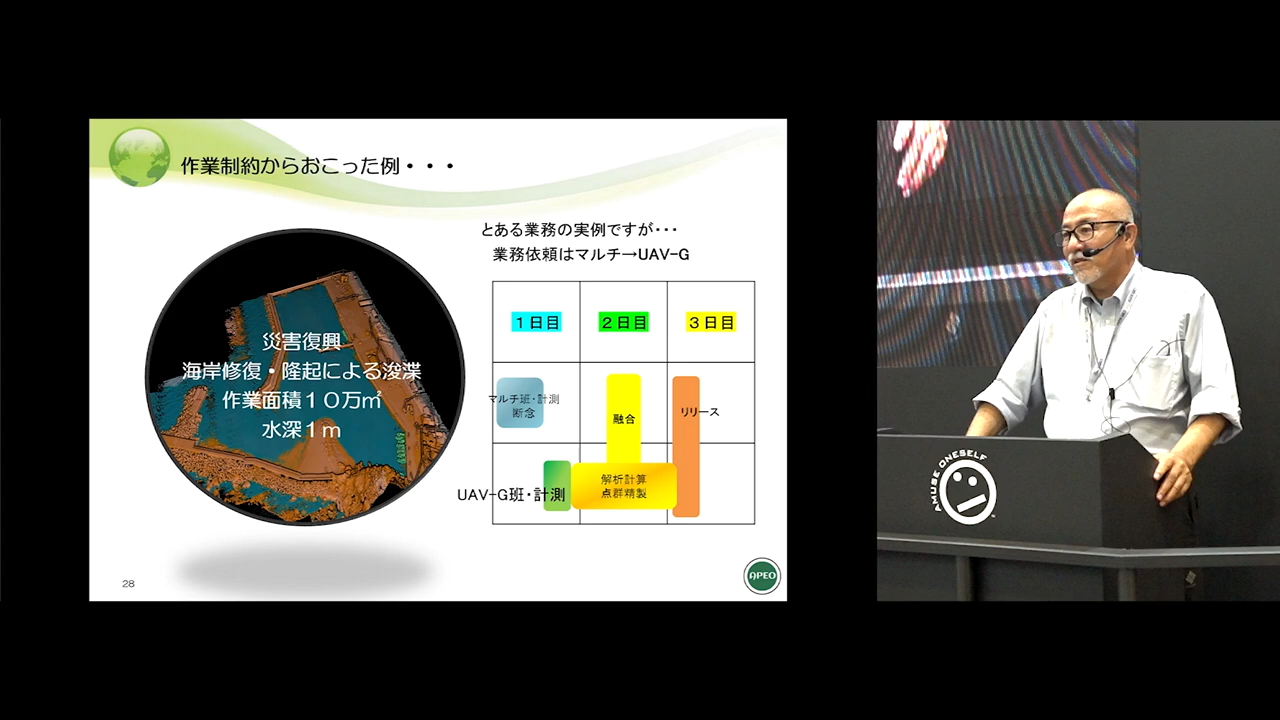 作業制約からおこった例・・・
とある業務の実例ですが・・・
業務依頼はマルチ→UAV-G
災害復興
海岸修復・隆起による浚渫
作業面積１０万㎡
水深１ｍ
１日目
２日目
３日目
マルチ班・計測
断念
融合
リリース
UAV-G班・計測
解析計算
点群精製
28
APEO
AMUSE ONESELF